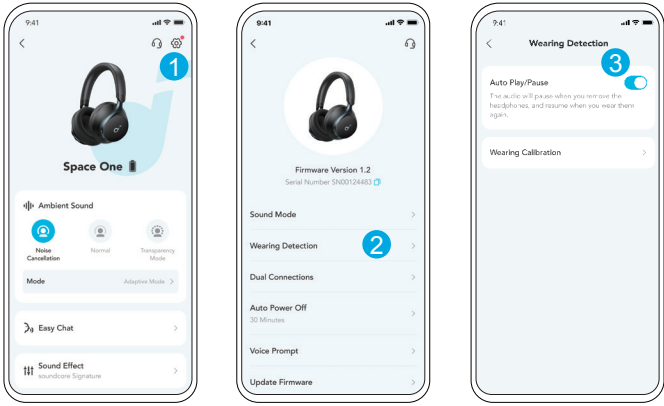 9:41
1
Space One
Ambient Sound
Noise
Cancellation
Normal
Transparency
Mode
Mode
Adaptive Mode
Easy Chat
Sound Effect
soundcore Signature
9:41
Firmware Version 1.2
Serial Number SN00124483
Sound Mode
Wearing Detection
2
Dual Connections
Auto Power Off
30 Minutes
Voice Prompt
Update Firmware
9:41
Wearing Detection
3
Auto Play/Pause
The audio will pause when you remove the
headphones, and resume when you wear them
again.
Wearing Calibration